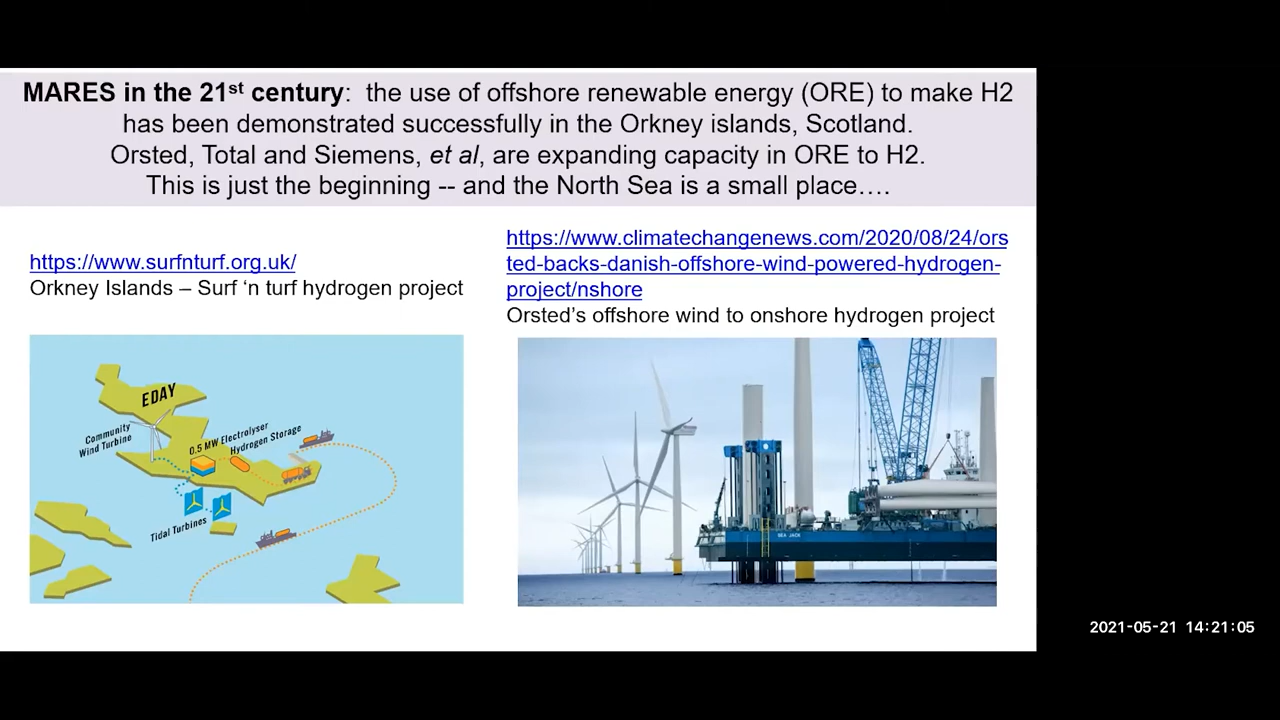 MARES in the 21st century:  the use of offshore renewable energy (ORE) to make H2
has been demonstrated successfully in the Orkney islands, Scotland.
Orsted, Total and Siemens, et al, are expanding capacity in ORE to H2.
This is just the beginning -- and the North Sea is a small place….
https://www.surfnturf.org.uk/
Orkney Islands – Surf ‘n turf hydrogen project
https://www.climatechangenews.com/2020/08/24/ors
ted-backs-danish-offshore-wind-powered-hydrogen-
project/nshore
Orsted’s offshore wind to onshore hydrogen project
EDAY
Community
Wind Turbine
0.5 MW Electrolyser
Hydrogen Storage
Tidal Turbines
SEA JACK
2021-05-21 14:21:05